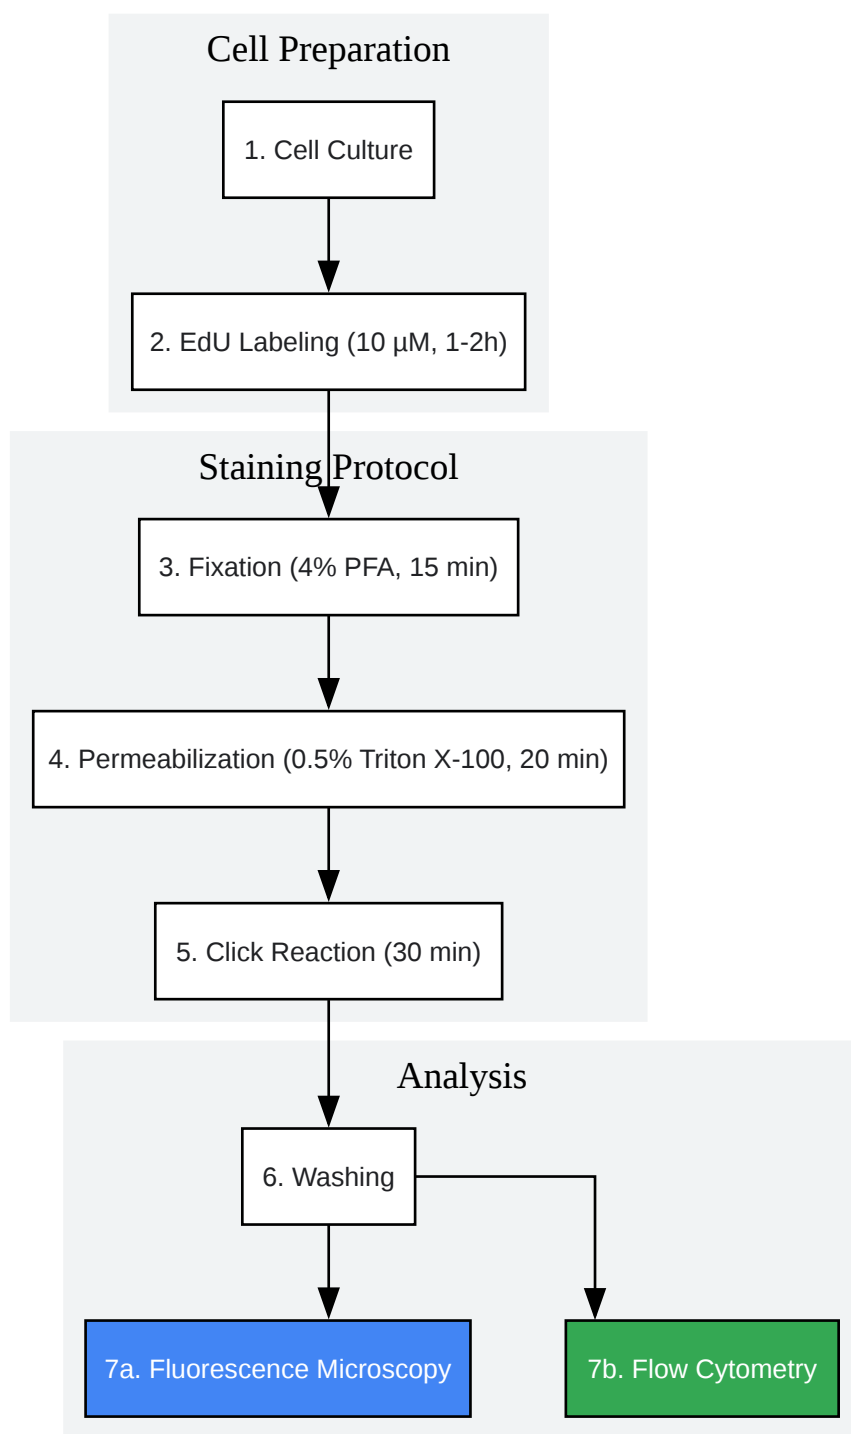 Cell Preparation
1. Cell Culture
2. EdU Labeling (10 µM, 1-2h)
Staining Protocol
3. Fixation (4% PFA, 15 min)
4. Permeabilization (0.5% Triton X-100, 20 min)
5. Click Reaction (30 min)
Analysis
6. Washing
7a. Fluorescence Microscopy
7b. Flow Cytometry